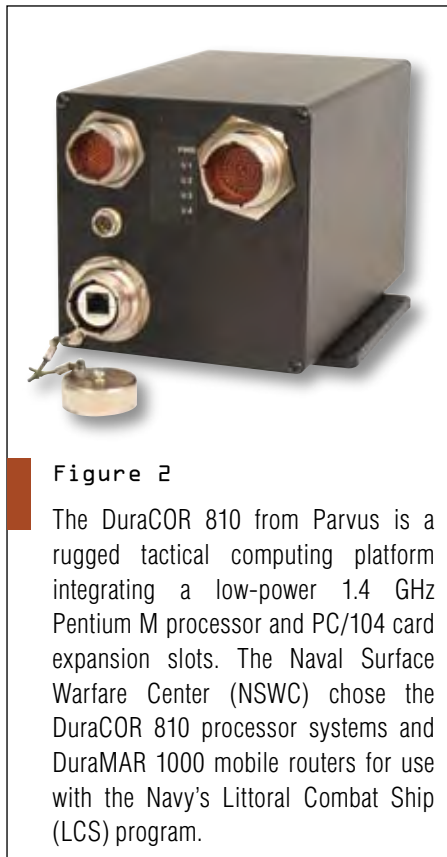 Figure 2
The DuraCOR 810 from Parvus is a
rugged tactical computing platform
integrating a low-power 1.4 GHz
Pentium M processor and PC/104 card
expansion slots. The Naval Surface
Warfare Center (NSWC) chose the
DuraCOR 810 processor systems and
DuraMAR 1000 mobile routers for use
with the Navy's Littoral Combat Ship
(LCS) program.